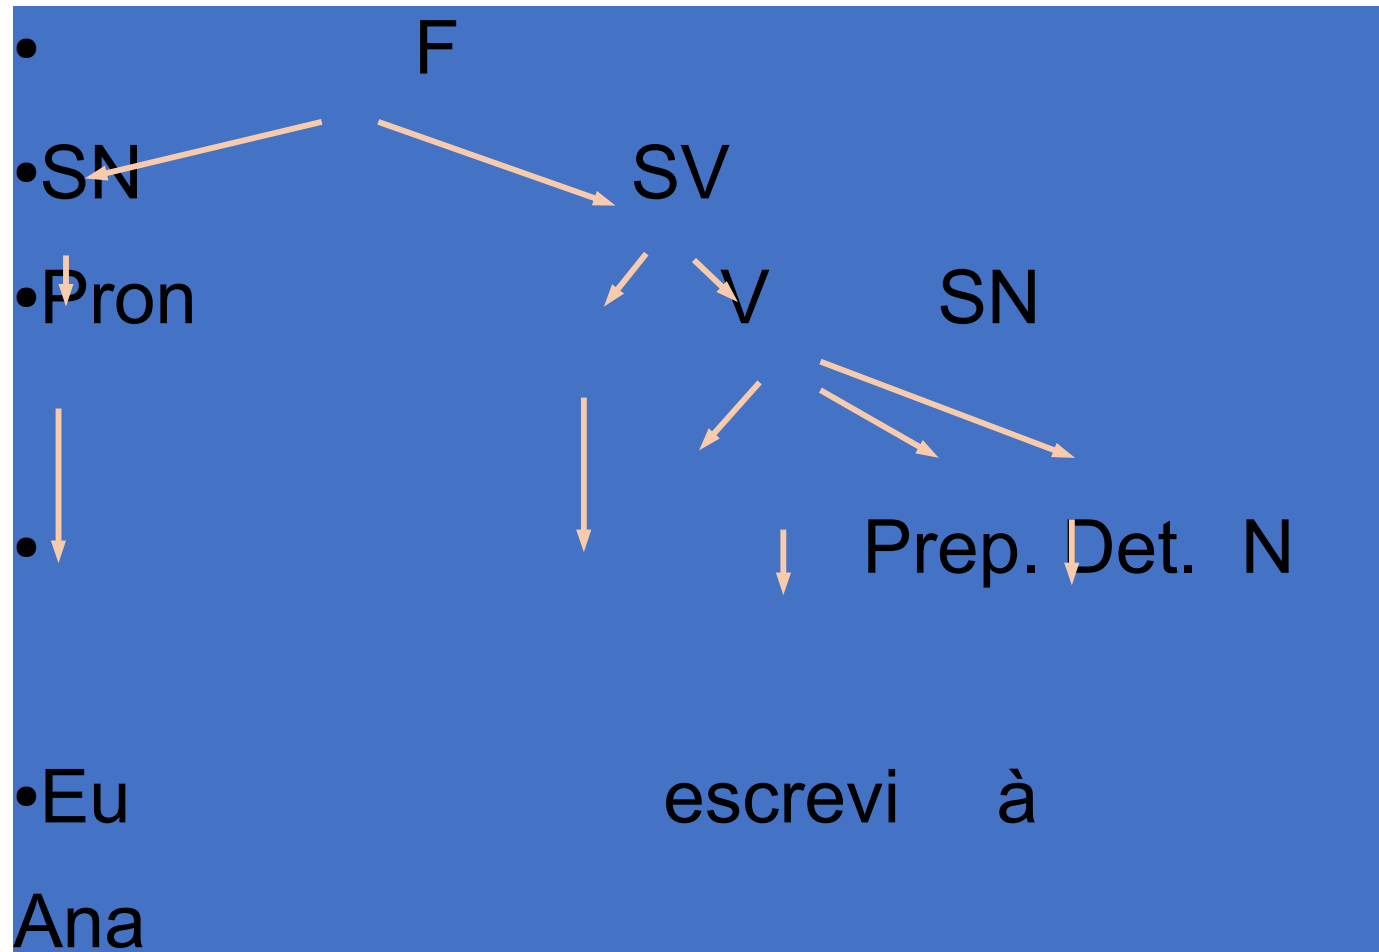 • F
•SN SV
•Pron V SN
• Prep. Det. N
•Eu escrevi à
Ana